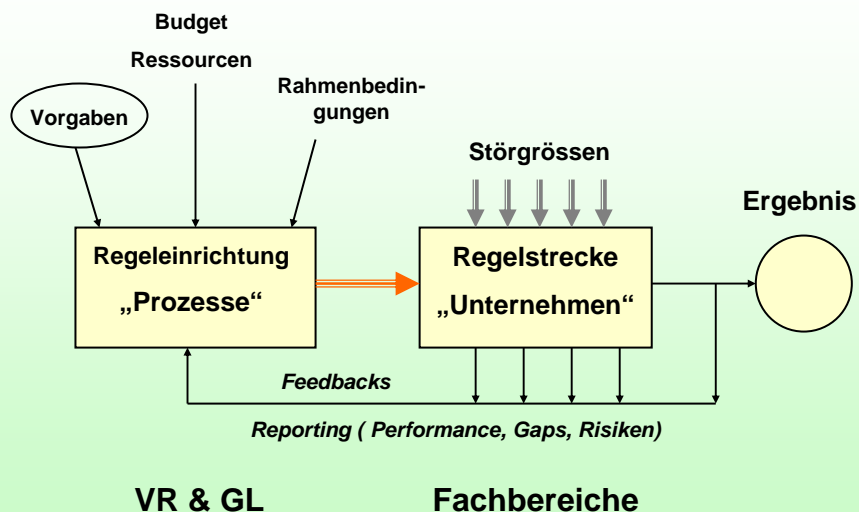 Budget
Ressourcen
Rahmenbedin-
gungen
Vorgaben
Störgrössen
Ergebnis
Regeleinrichtung
„Prozesse“
Regelstrecke
„Unternehmen“
Feedbacks
Reporting ( Performance, Gaps, Risiken)
VR & GL
Fachbereiche